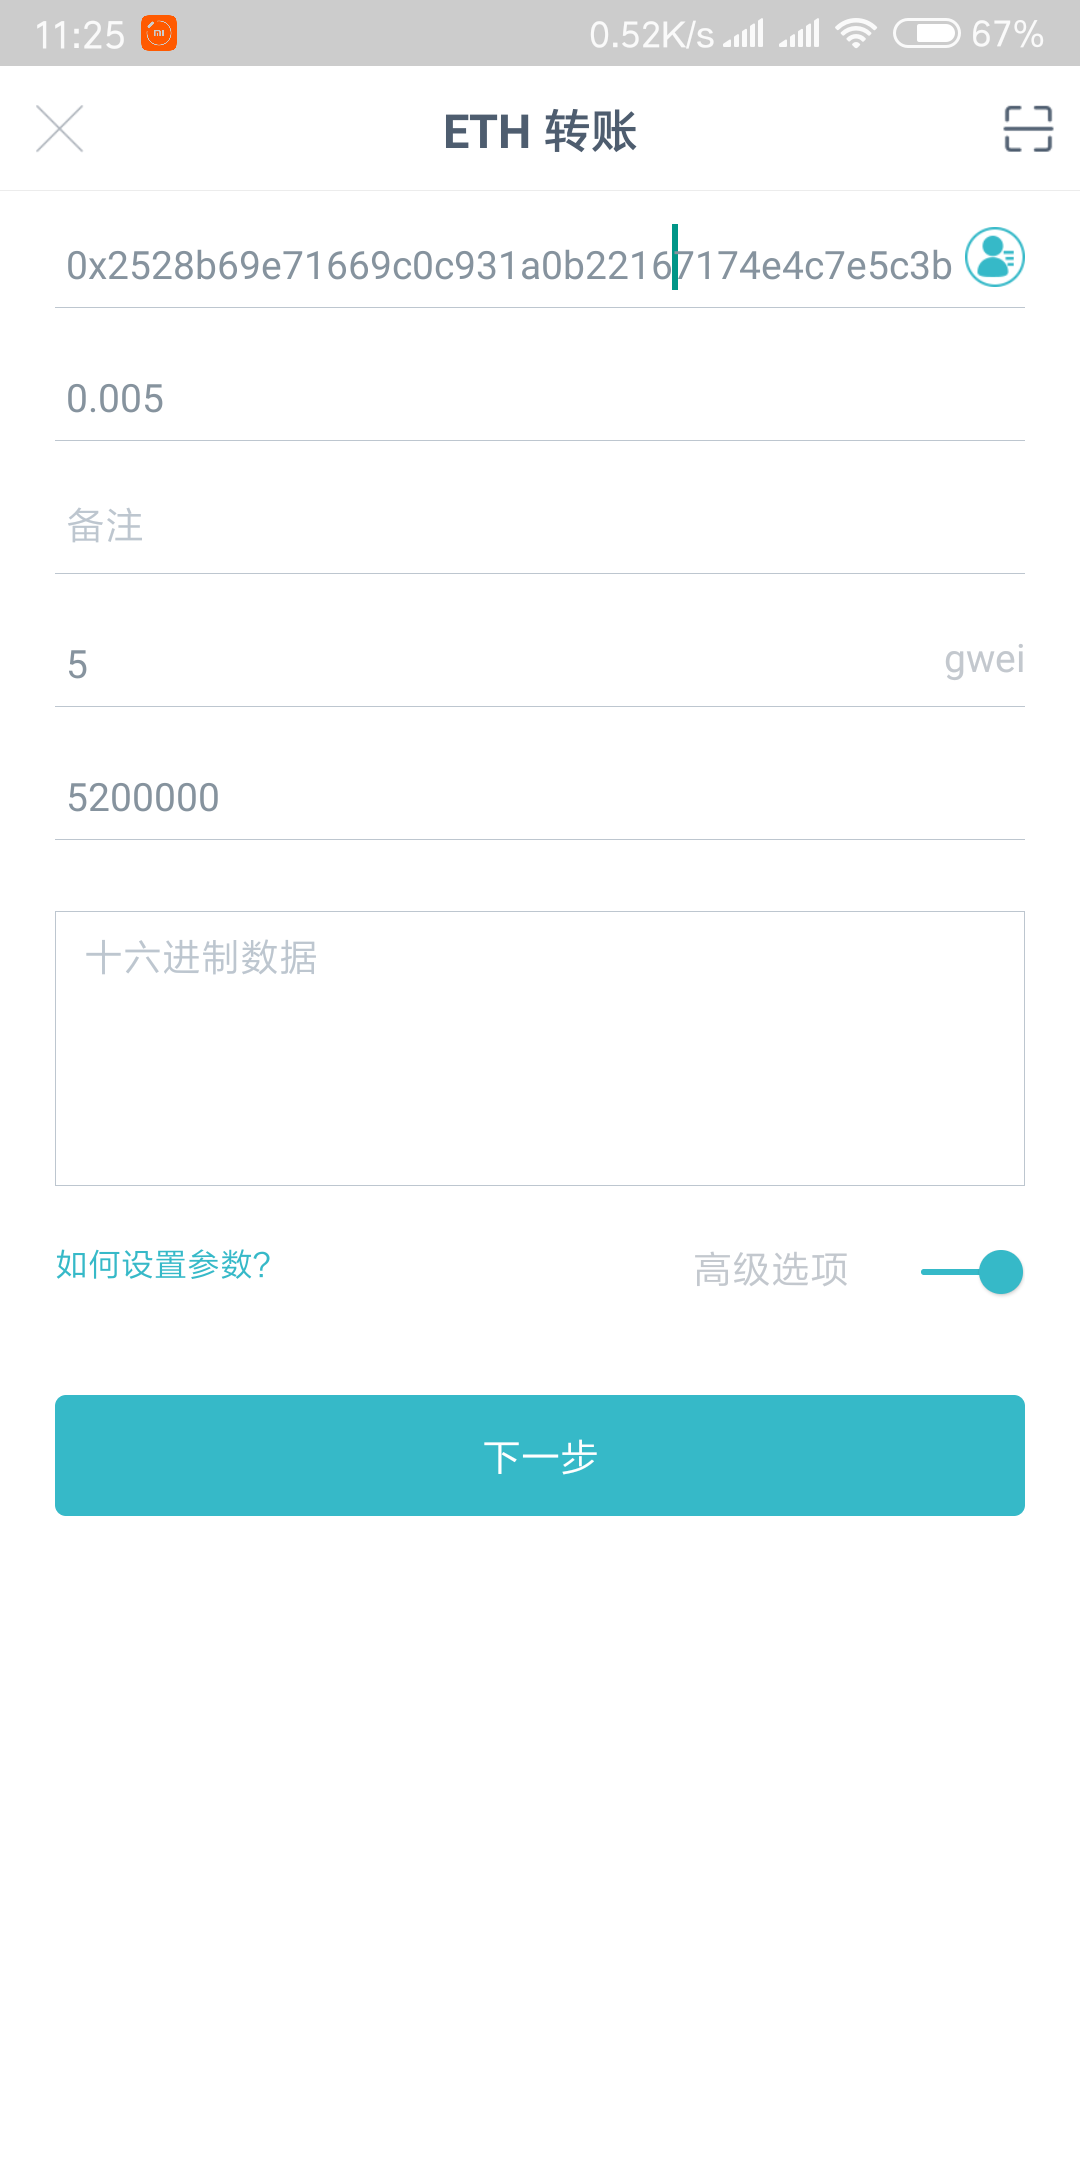 11:25 0.52K/s 67%
ETH 转账
0x2528b69e71669c0c931a0b22167174e4c7e5c3b
0.005
备注
5 gwei
5200000
十六进制数据
如何设置参数? 高级选项
下一步